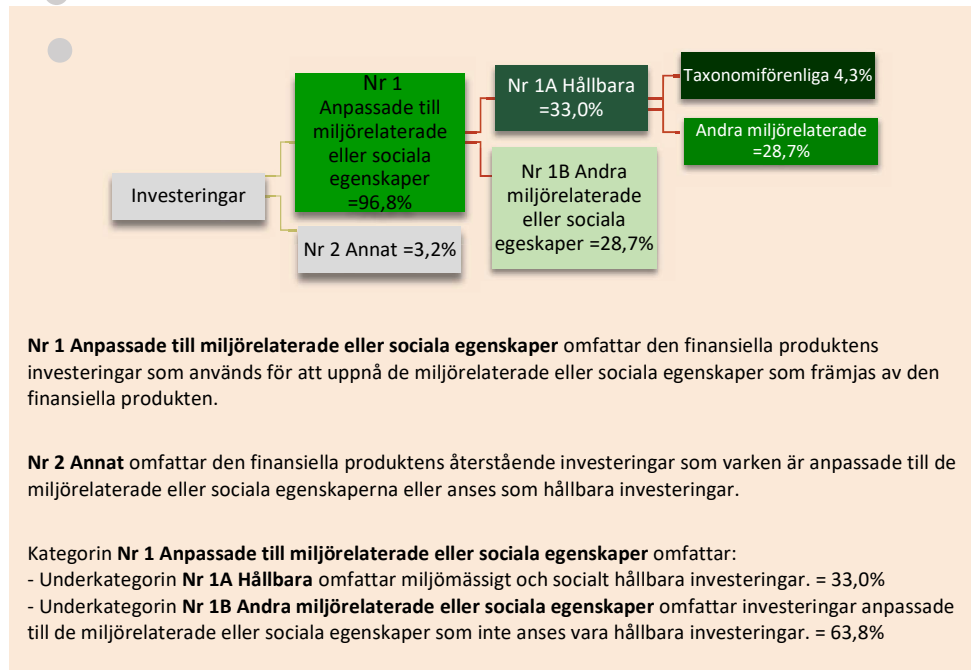 Investeringar
Nr 1
Anpassade till
miljörelaterade
eller sociala
egenskaper
=96,8%
Nr 2 Annat =3,2%
Nr 1A Hållbara
=33,0%
Nr 1B Andra
miljörelaterade
eller sociala
egeskaper =28,7%
Taxonomiförenliga 4,3%
Andra miljörelaterade
=28,7%
Nr 1 Anpassade till miljörelaterade eller sociala egenskaper omfattar den finansiella produktens
investeringar som används för att uppnå de miljörelaterade eller sociala egenskaper som främjas av den
finansiella produkten.
Nr 2 Annat omfattar den finansiella produktens återstående investeringar som varken är anpassade till de
miljörelaterade eller sociala egenskaperna eller anses som hållbara investeringar.
Kategorin Nr 1 Anpassade till miljörelaterade eller sociala egenskaper omfattar:
- Underkategorin Nr 1A Hållbara omfattar miljömässigt och socialt hållbara investeringar. = 33,0%
- Underkategorin Nr 1B Andra miljörelaterade eller sociala egenskaper omfattar investeringar anpassade
till de miljörelaterade eller sociala egenskaper som inte anses vara hållbara investeringar. = 63,8%